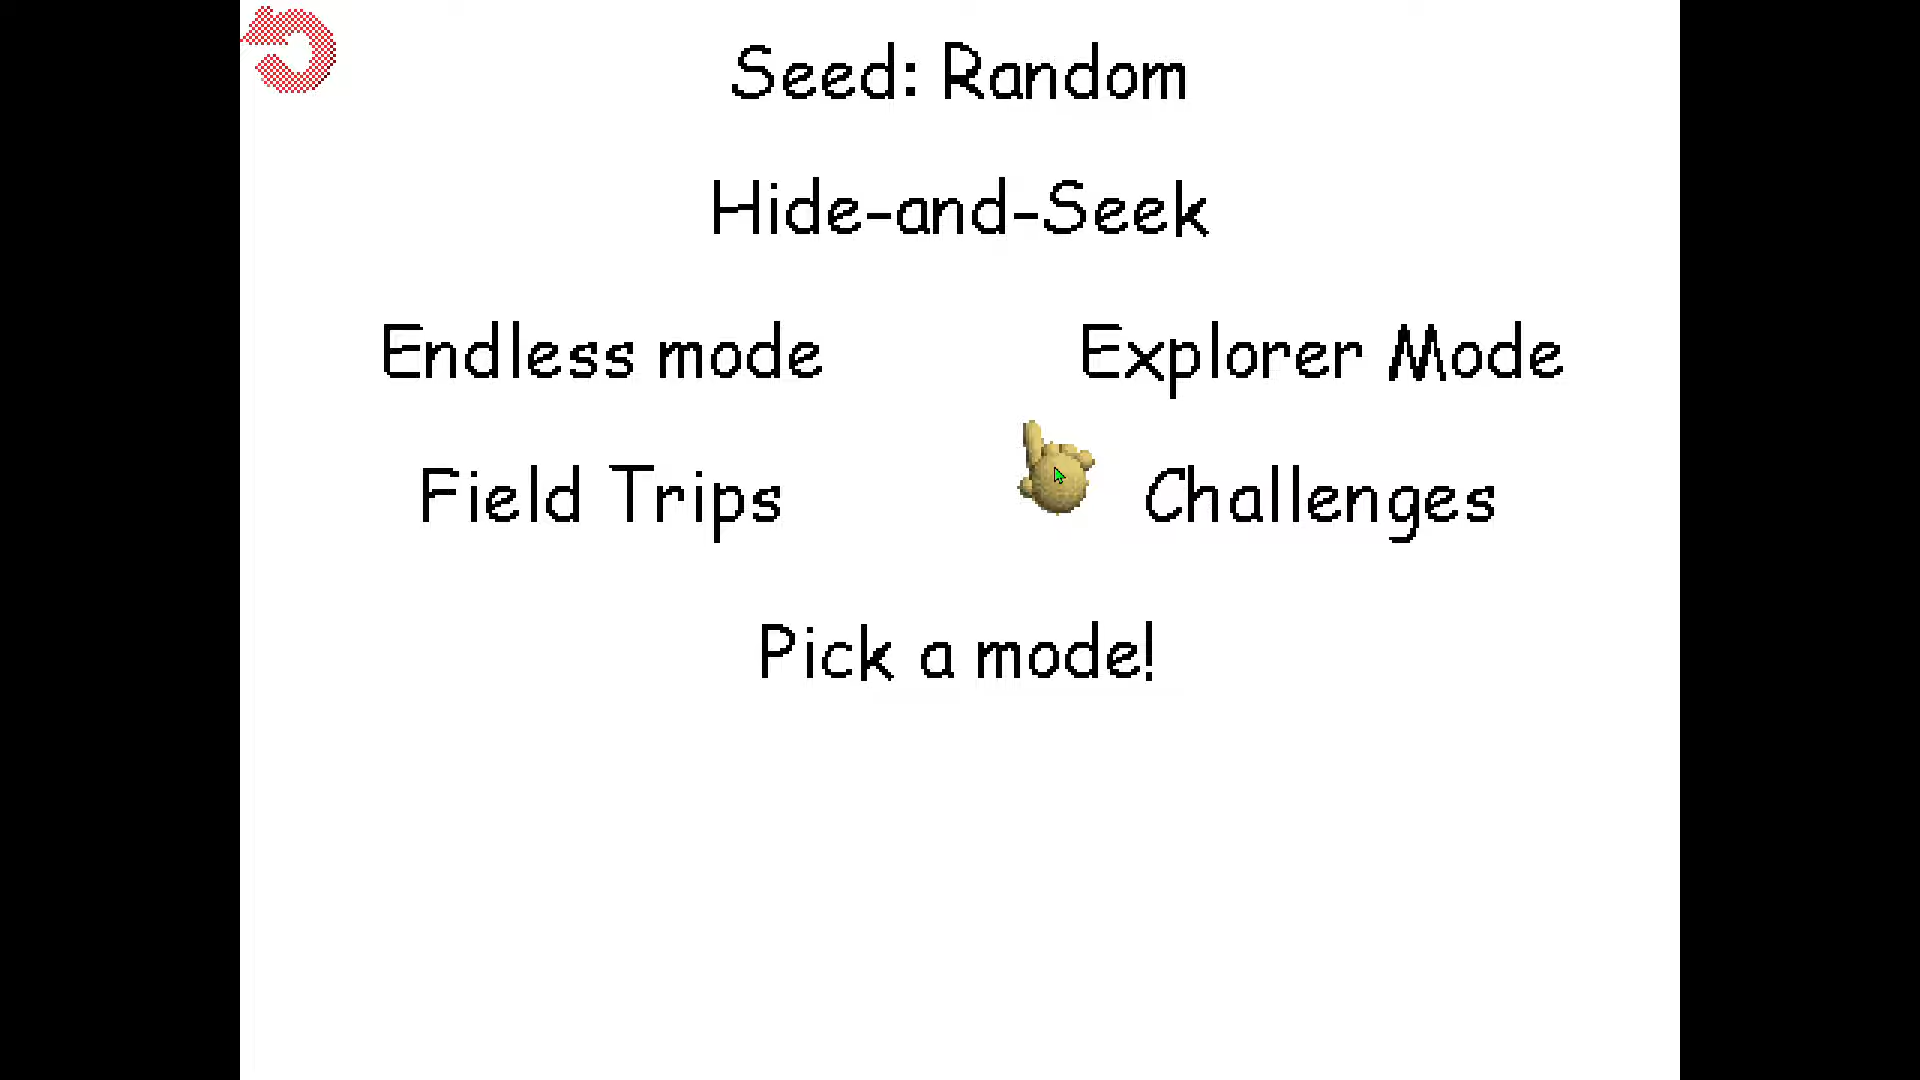 Seed: Random
Hide-and-Seek
Endless mode
Explorer Mode
Field Trips
Challenges
Pick a mode!